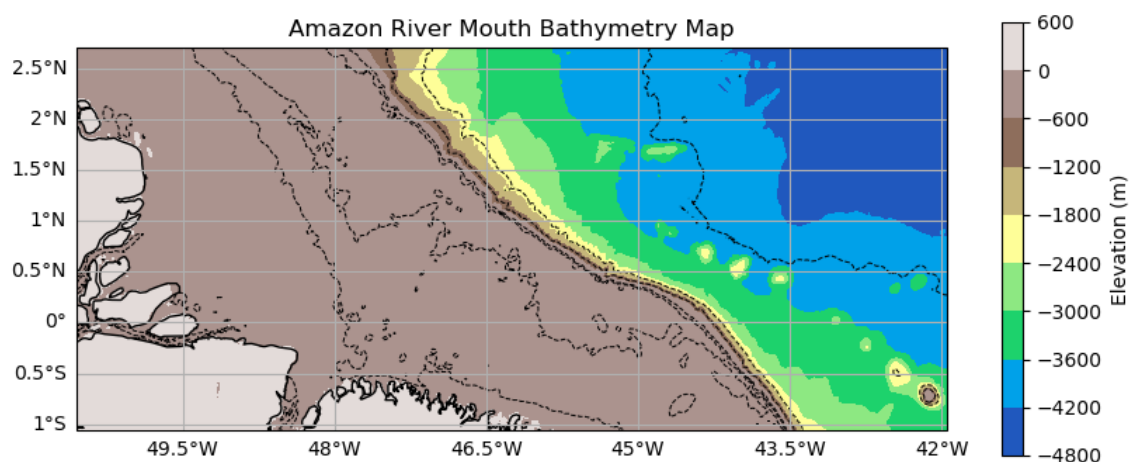 Amazon River Mouth Bathymetry Map
2.5°N
2°N
1.5°N
1°N
0.5°N
0°
0.5°S
1°S
49.5°W 48°W 46.5°W 45°W 43.5°W 42°W
600
0
−600
−1200
−1800
−2400
−3000
−3600
−4200
−4800
Elevation (m)